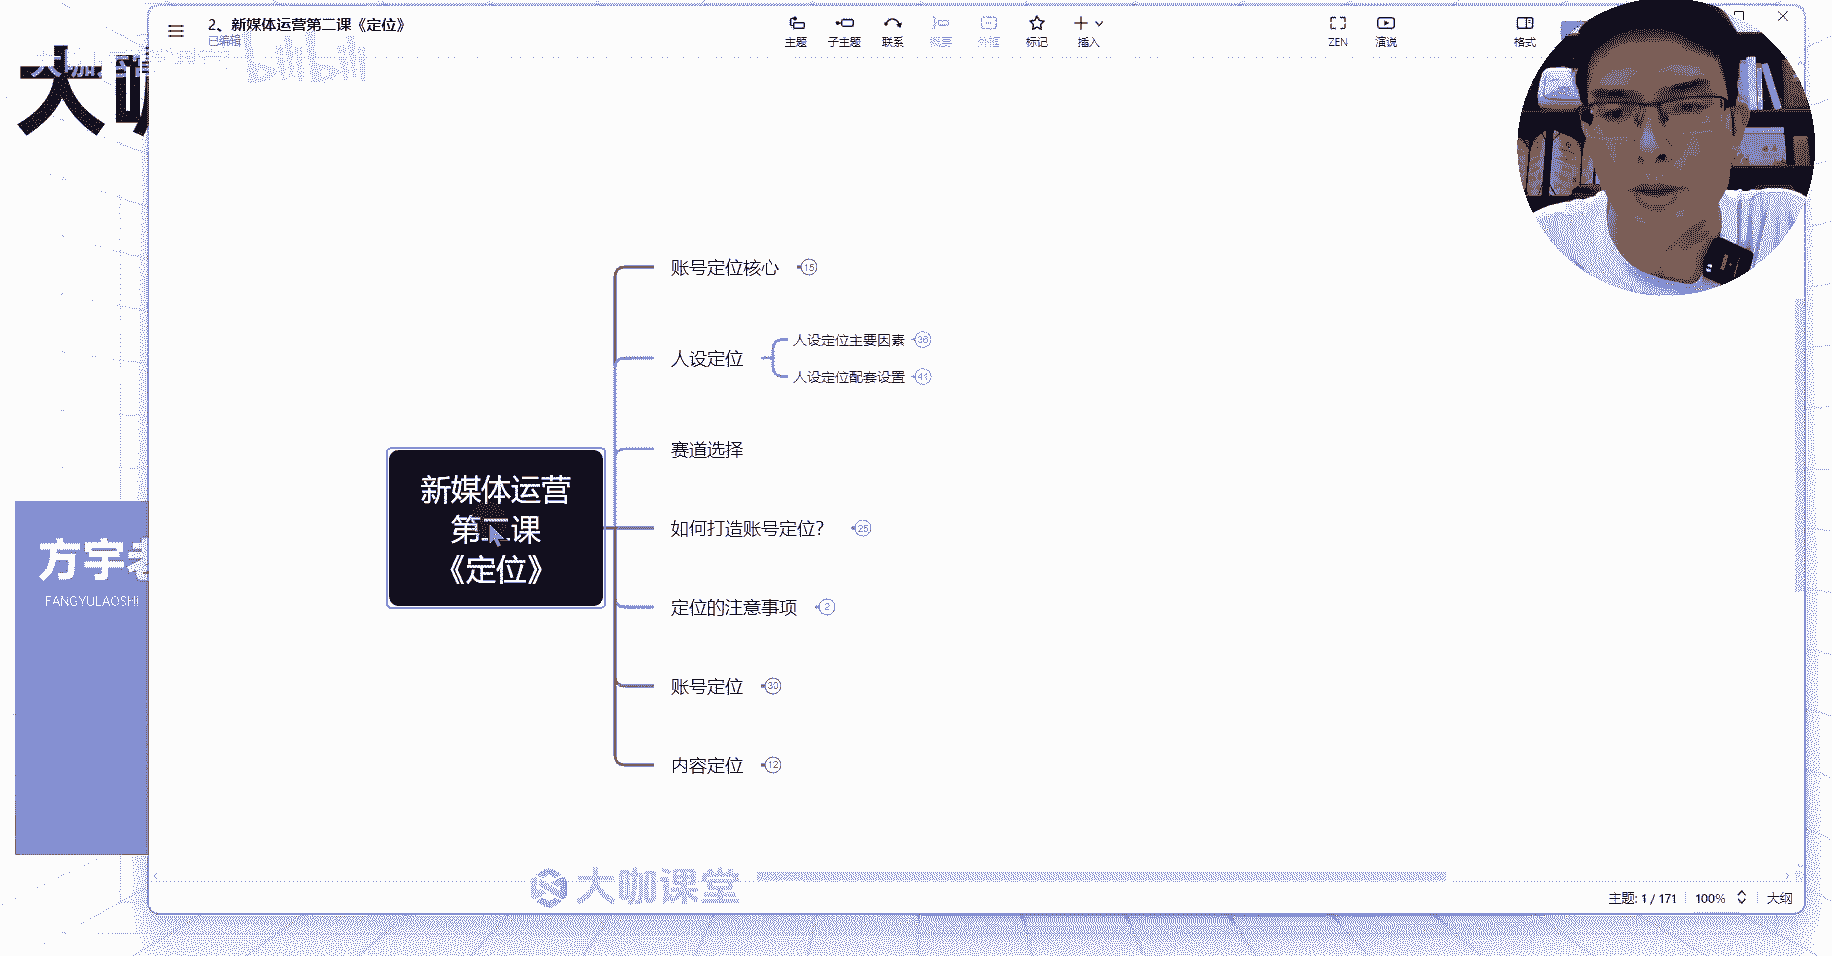 2、新媒体运营第二课《定位》
已编辑
主题
子主题
联系
概要
外框
标记
插入
ZEN
演说
格式
大咖运营
bilibili
大咖
账号定位核心 15
人设定位
人设定位主要因素 36
人设定位配套设置 41
赛道选择
新媒体运营
第二课
《定位》
如何打造账号定位？ 25
定位的注意事项 2
账号定位 30
内容定位 12
方宇老
FANGYULAOSHI
大咖课堂
主题: 1 / 171
100%
大纲